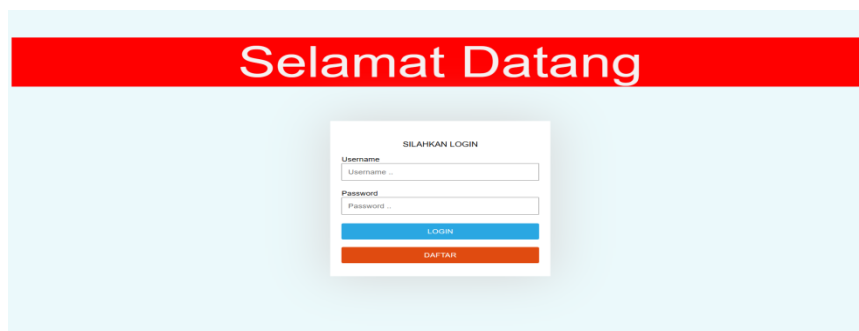 Selamat Datang
SILAHKAN LOGIN
Username
Username ..
Password
Password ..
LOGIN
DAFTAR